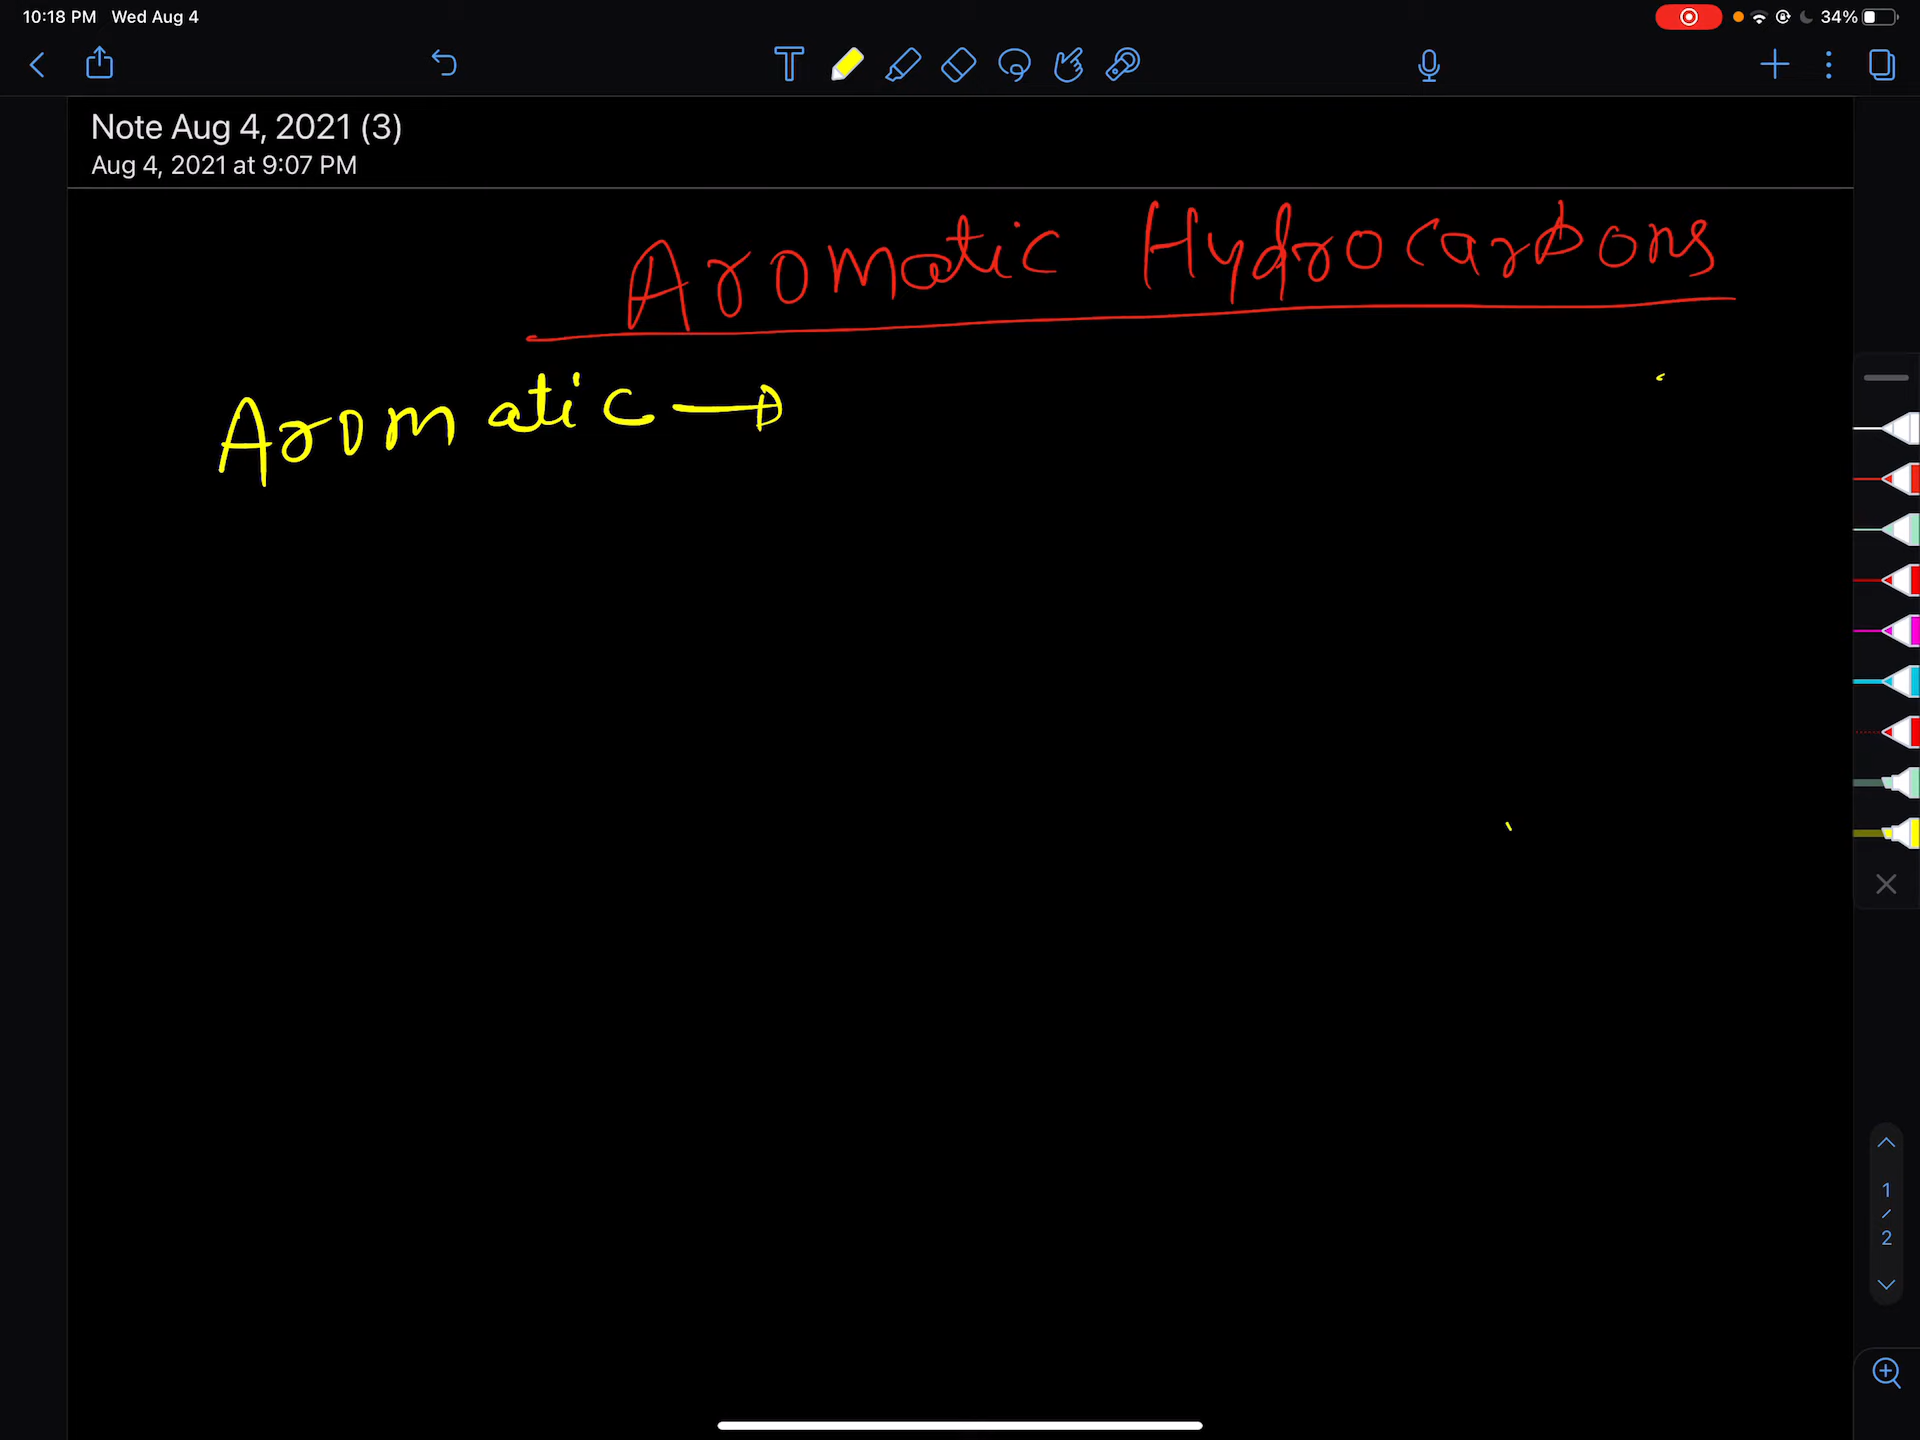 10:18 PM Wed Aug 4
34%
Note Aug 4, 2021 (3)
Aug 4, 2021 at 9:07 PM
Aromatic Hydrocarbons
Aromatic →
1
/
2